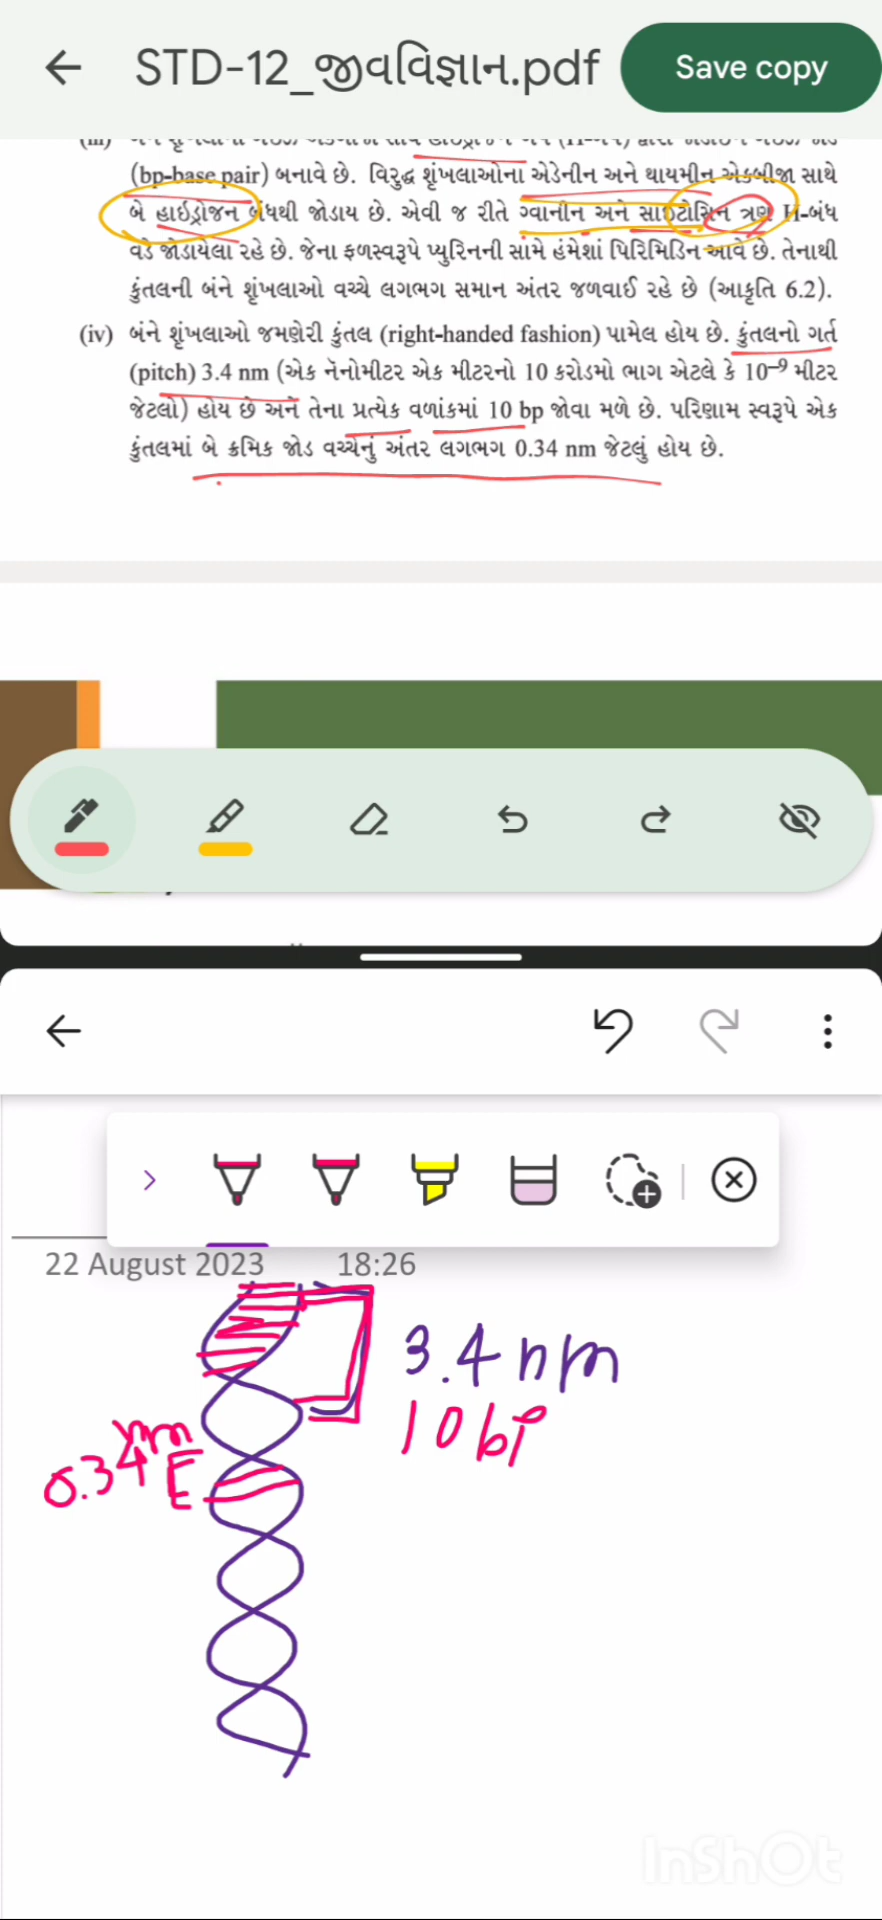 STD-12_જીવવિજ્ઞાન.pdf
Save copy
(bp-base pair) બનાવે છે. વિરુદ્ધ શૃંખલાઓના એડેનીન અને થાયમીન એકબીજા સાથે
બે હાઇડ્રોજન બંધથી જોડાય છે. એવી જ રીતે ગ્વાનીન અને સાઇટોસિન ત્રણ H-બંધ
વડે જોડાયેલા રહે છે. જેના ફળસ્વરૂપે પ્યુરિનની સામે હંમેશાં પિરિમિડિન આવે છે. તેનાથી
કુંતલની બંને શૃંખલાઓ વચ્ચે લગભગ સમાન અંતર જળવાઈ રહે છે (આકૃતિ 6.2).
(iv) બંને શૃંખલાઓ જમણેરી કુંતલ (right-handed fashion) પામેલ હોય છે. કુંતલનો ગર્ત
(pitch) 3.4 nm (એક નૅનોમીટર એક મીટરનો 10 કરોડમો ભાગ એટલે કે 10⁻⁹ મીટર
જેટલો) હોય છે અને તેના પ્રત્યેક વળાંકમાં 10 bp જોવા મળે છે. પરિણામ સ્વરૂપે એક
કુંતલમાં બે ક્રમિક જોડ વચ્ચેનું અંતર લગભગ 0.34 nm જેટલું હોય છે.
22 August 2023 18:26
3.4 nm
10 bp
0.34 nm
InShOt